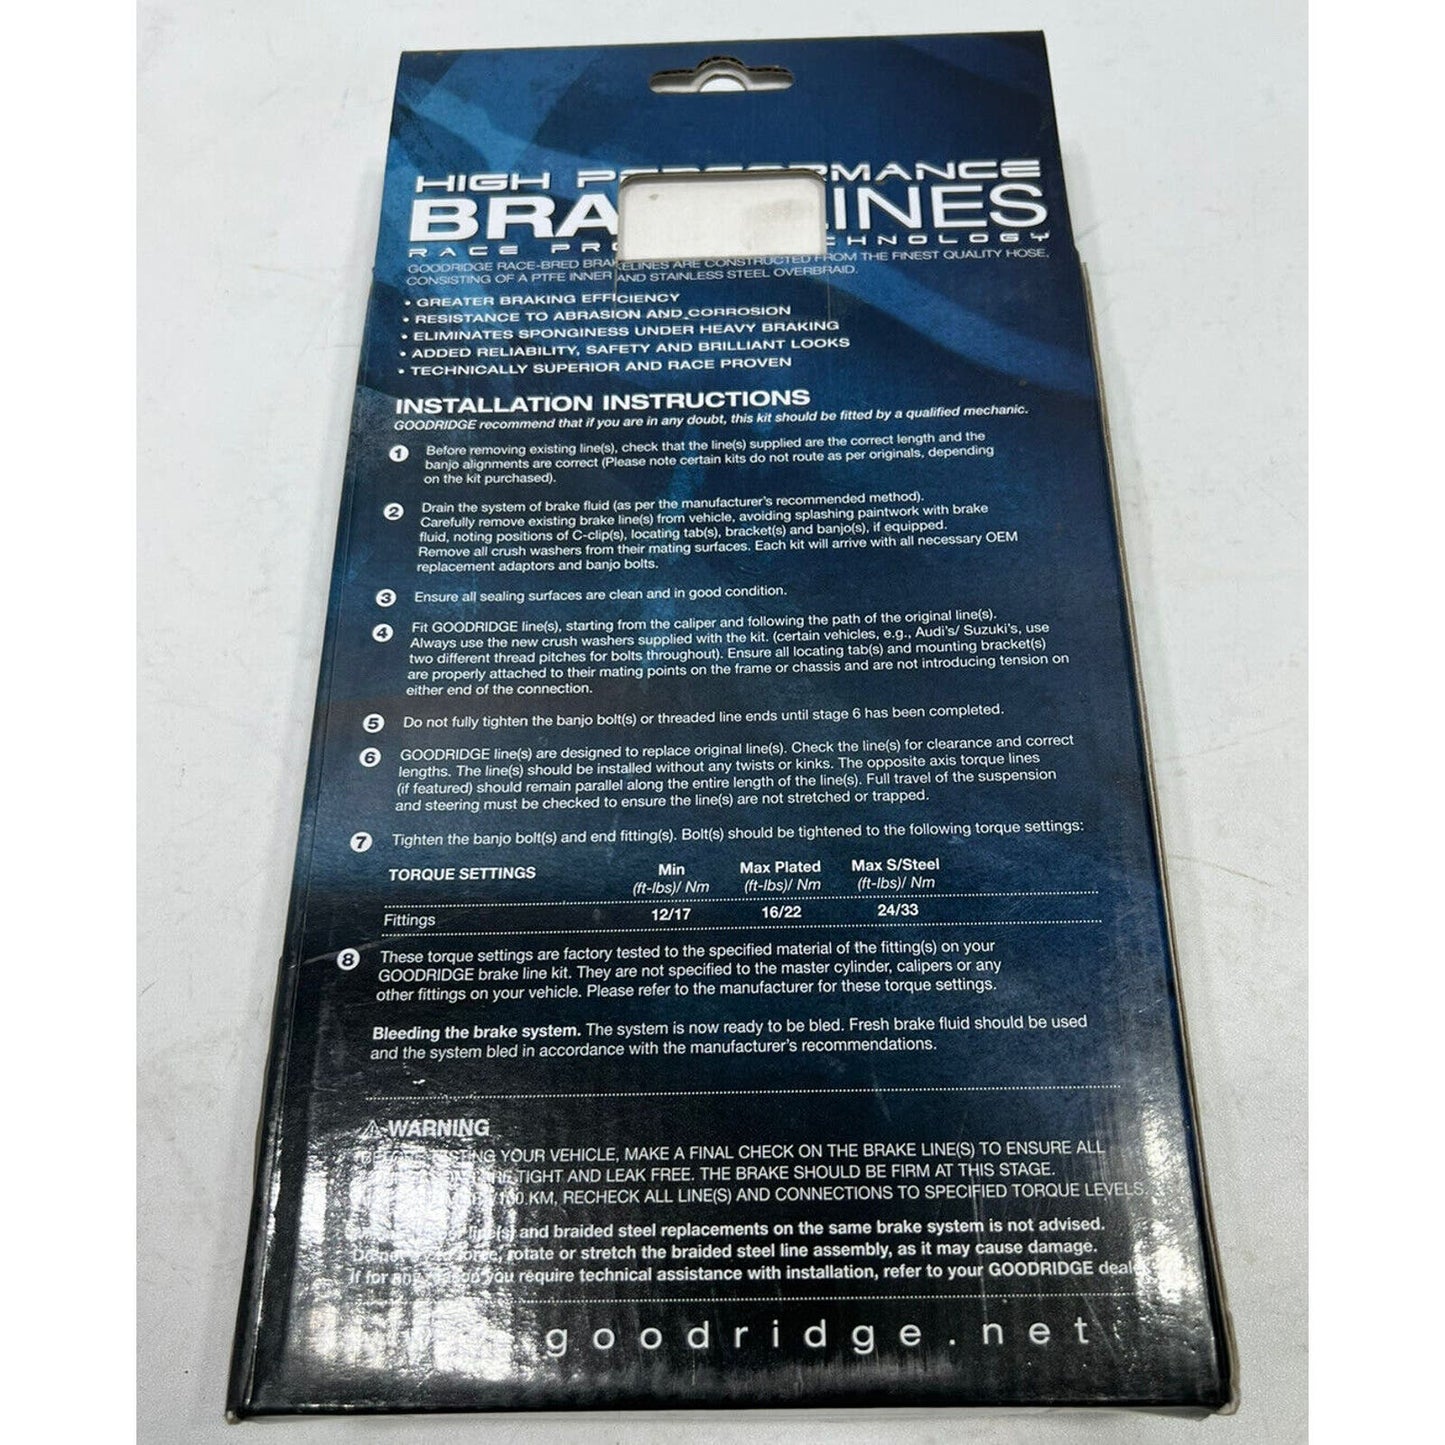 HIGH PERFORMANCE
BRA LINES
RACE PR CHNOLOGY
GOODRIDGE RACE-BRED BRAKELINES ARE CONSTRUCTED FROM THE FINEST QUALITY HOSE,
CONSISTING OF A PTFE INNER AND STAINLESS STEEL OVERBRAID.
• GREATER BRAKING EFFICIENCY
• RESISTANCE TO ABRASION AND CORROSION
• ELIMINATES SPONGINESS UNDER HEAVY BRAKING
• ADDED RELIABILITY, SAFETY AND BRILLIANT LOOKS
• TECHNICALLY SUPERIOR AND RACE PROVEN
INSTALLATION INSTRUCTIONS
GOODRIDGE recommend that if you are in any doubt, this kit should be fitted by a qualified mechanic.
1 Before removing existing line(s), check that the line(s) supplied are the correct length and the
banjo alignments are correct (Please note certain kits do not route as per originals, depending
on the kit purchased).
2 Drain the system of brake fluid (as per the manufacturer's recommended method).
Carefully remove existing brake line(s) from vehicle, avoiding splashing paintwork with brake
fluid, noting positions of C-clip(s), locating tab(s), bracket(s) and banjo(s), if equipped.
Remove all crush washers from their mating surfaces. Each kit will arrive with all necessary OEM
replacement adaptors and banjo bolts.
3 Ensure all sealing surfaces are clean and in good condition.
4 Fit GOODRIDGE line(s), starting from the caliper and following the path of the original line(s).
Always use the new crush washers supplied with the kit. (certain vehicles, e.g., Audi's/ Suzuki's, use
two different thread pitches for bolts throughout). Ensure all locating tab(s) and mounting bracket(s)
are properly attached to their mating points on the frame or chassis and are not introducing tension on
either end of the connection.
5 Do not fully tighten the banjo bolt(s) or threaded line ends until stage 6 has been completed.
6 GOODRIDGE line(s) are designed to replace original line(s). Check the line(s) for clearance and correct
lengths. The line(s) should be installed without any twists or kinks. The opposite axis torque lines
(if featured) should remain parallel along the entire length of the line(s). Full travel of the suspension
and steering must be checked to ensure the line(s) are not stretched or trapped.
7 Tighten the banjo bolt(s) and end fitting(s). Bolt(s) should be tightened to the following torque settings:
TORQUE SETTINGS Min Max Plated Max S/Steel
(ft-lbs)/ Nm (ft-lbs)/ Nm (ft-lbs)/ Nm
Fittings 12/17 16/22 24/33
8 These torque settings are factory tested to the specified material of the fitting(s) on your
GOODRIDGE brake line kit. They are not specified to the master cylinder, calipers or any
other fittings on your vehicle. Please refer to the manufacturer for these torque settings.
Bleeding the brake system. The system is now ready to be bled. Fresh brake fluid should be used
and the system bled in accordance with the manufacturer's recommendations.
⚠ WARNING
BEFORE TESTING YOUR VEHICLE, MAKE A FINAL CHECK ON THE BRAKE LINE(S) TO ENSURE ALL
TIGHT AND LEAK FREE. THE BRAKE SHOULD BE FIRM AT THIS STAGE.
KM, RECHECK ALL LINE(S) AND CONNECTIONS TO SPECIFIED TORQUE LEVELS.
line(s) and braided steel replacements on the same brake system is not advised.
Do not force, rotate or stretch the braided steel line assembly, as it may cause damage.
If for any reason you require technical assistance with installation, refer to your GOODRIDGE deal
goodridge.net